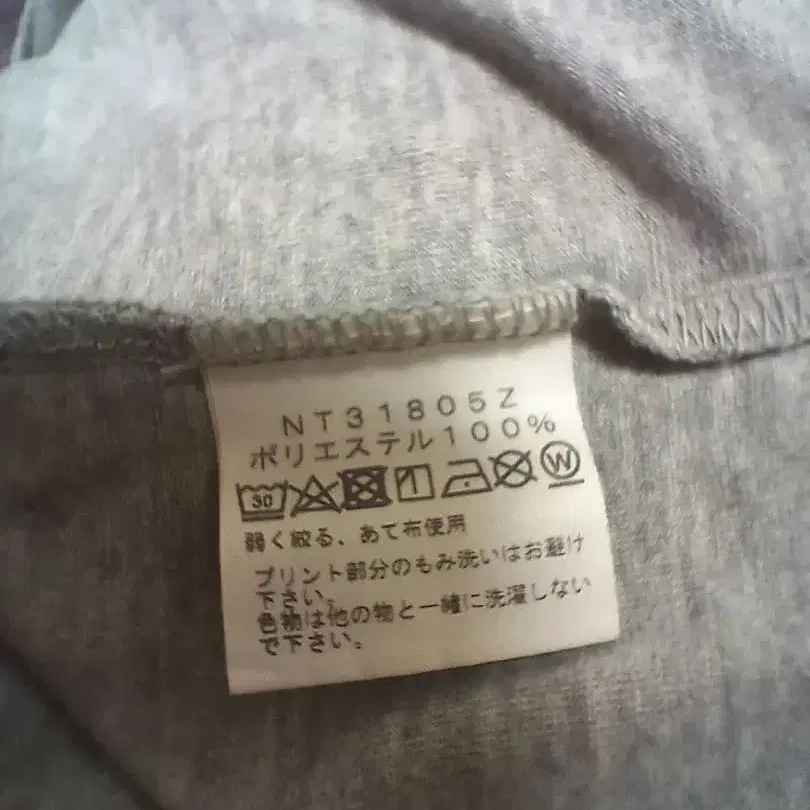 NT31805Z
ポリエステル100%
30 W
弱く絞る、あて布使用
プリント部分のもみ洗いはお避け
下さい。
色物は他の物と一緒に洗濯しない
で下さい。